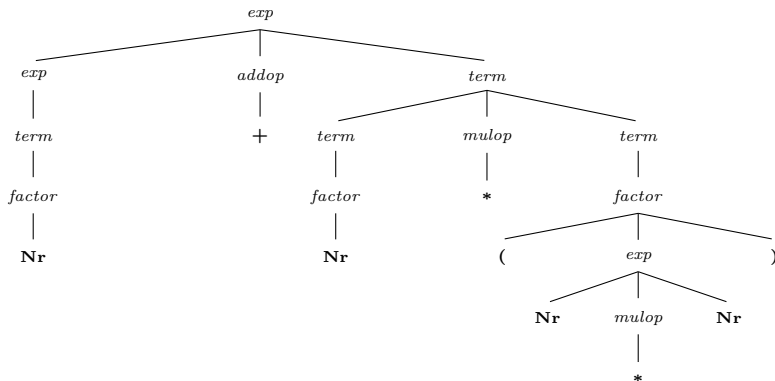 exp
exp addop term
term + term mulop term
factor factor * factor
Nr Nr ( exp )
Nr mulop Nr
*